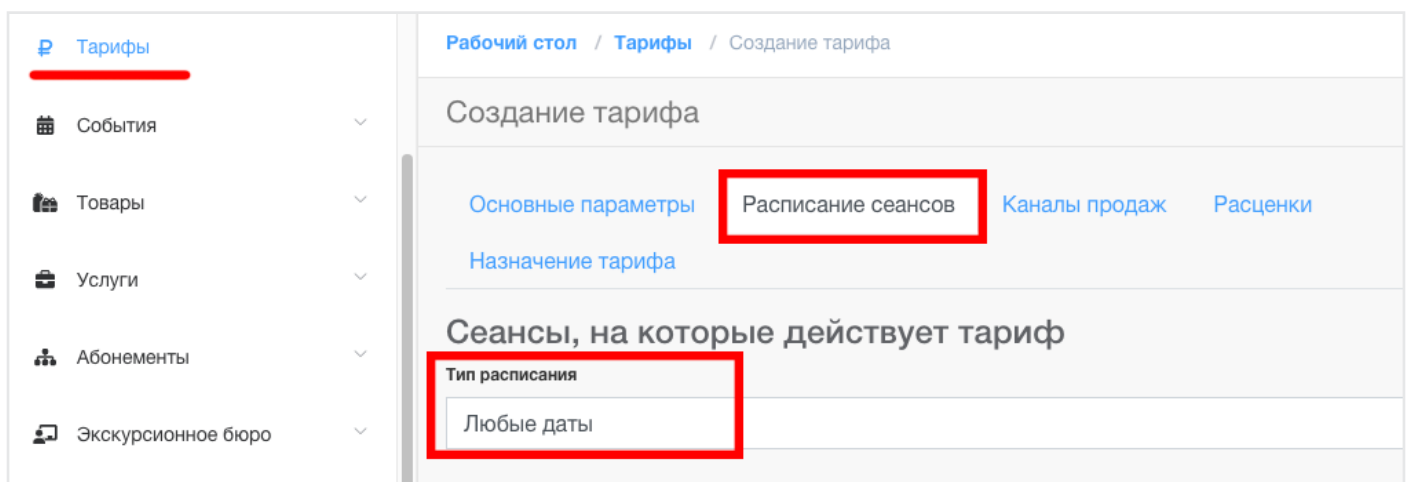 Тарифы
События
Товары
Услуги
Абонементы
Экскурсионное бюро
Рабочий стол / Тарифы / Создание тарифа
Создание тарифа
Основные параметры Расписание сеансов Каналы продаж Расценки
Назначение тарифа
Сеансы, на которые действует тариф
Тип расписания
Любые даты